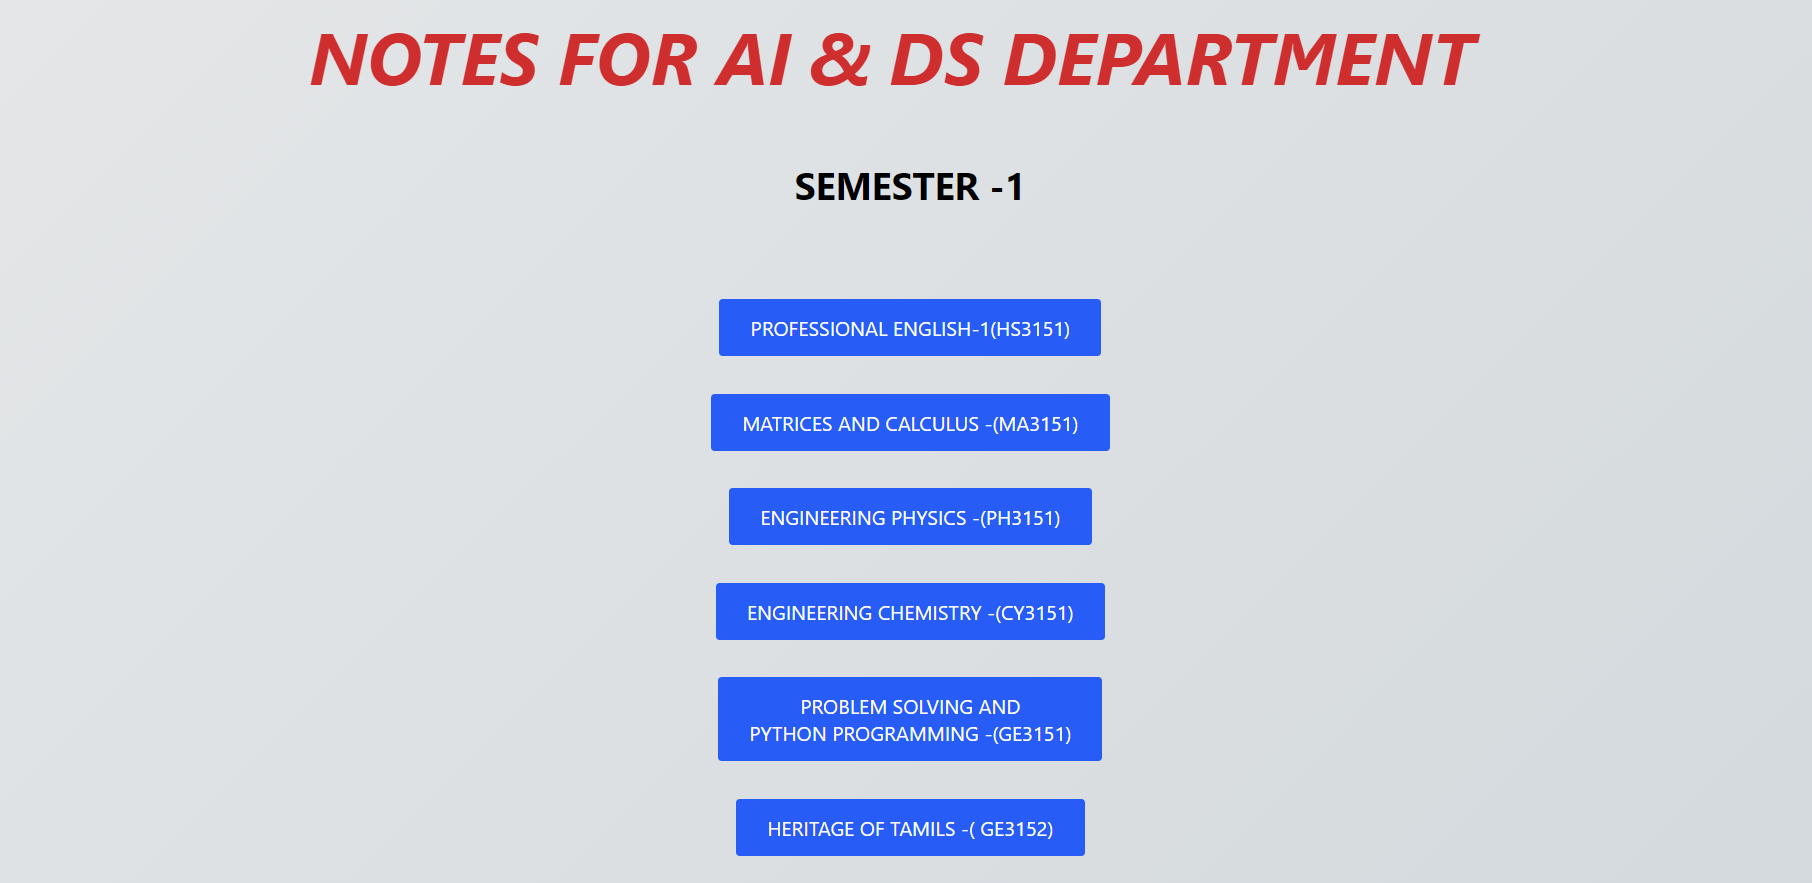 NOTES FOR AI & DS DEPARTMENT
SEMESTER -1
PROFESSIONAL ENGLISH-1(HS3151)
MATRICES AND CALCULUS -(MA3151)
ENGINEERING PHYSICS -(PH3151)
ENGINEERING CHEMISTRY -(CY3151)
PROBLEM SOLVING AND
PYTHON PROGRAMMING -(GE3151)
HERITAGE OF TAMILS -( GE3152)